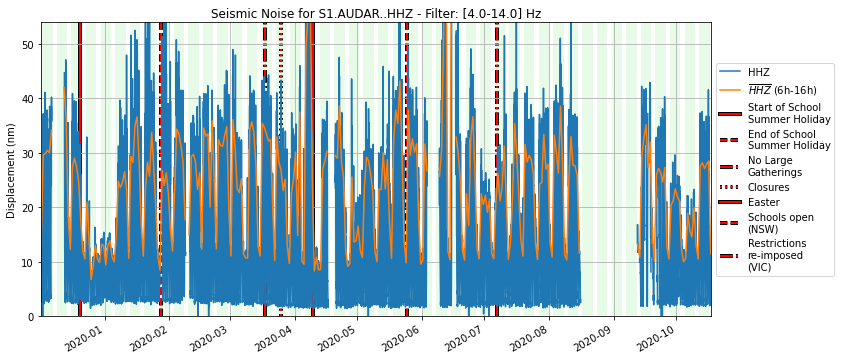 Seismic Noise for S1.AUDAR..HHZ - Filter: [4.0-14.0] Hz
Displacement (nm)
50
40
30
20
10
0
2020-01
2020-02
2020-03
2020-04
2020-05
2020-06
2020-07
2020-08
2020-09
2020-10
HHZ
HHZ (6h-16h)
Start of School
Summer Holiday
End of School
Summer Holiday
No Large
Gatherings
Closures
Easter
Schools open
(NSW)
Restrictions
re-imposed
(VIC)